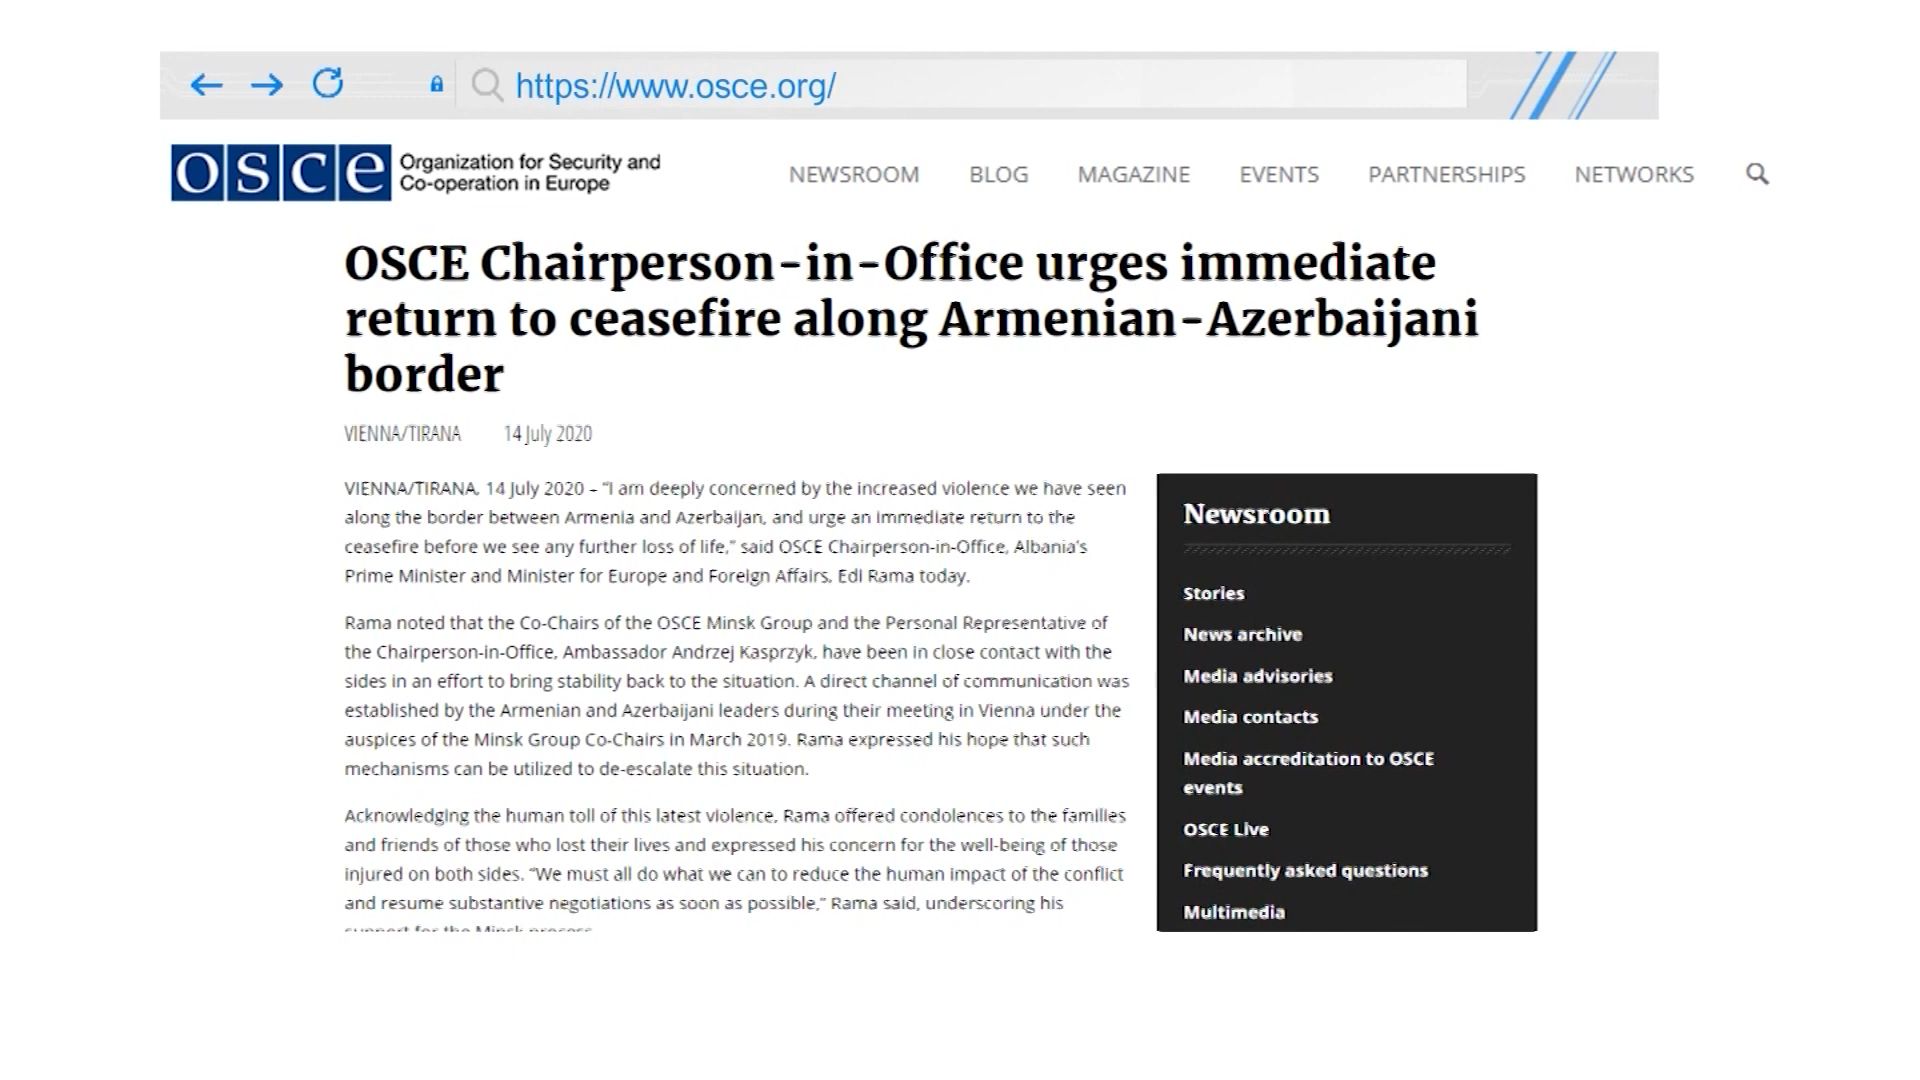 https://www.osce.org/
osce Organization for Security and
Co-operation in Europe
NEWSROOM BLOG MAGAZINE EVENTS PARTNERSHIPS NETWORKS
OSCE Chairperson-in-Office urges immediate
return to ceasefire along Armenian-Azerbaijani
border
VIENNA/TIRANA 14 July 2020
VIENNA/TIRANA, 14 July 2020 – “I am deeply concerned by the increased violence we have seen
along the border between Armenia and Azerbaijan, and urge an immediate return to the
ceasefire before we see any further loss of life,” said OSCE Chairperson-in-Office, Albania’s
Prime Minister and Minister for Europe and Foreign Affairs, Edi Rama today.
Rama noted that the Co-Chairs of the OSCE Minsk Group and the Personal Representative of
the Chairperson-in-Office, Ambassador Andrzej Kasprzyk, have been in close contact with the
sides in an effort to bring stability back to the situation. A direct channel of communication was
established by the Armenian and Azerbaijani leaders during their meeting in Vienna under the
auspices of the Minsk Group Co-Chairs in March 2019. Rama expressed his hope that such
mechanisms can be utilized to de-escalate this situation.
Acknowledging the human toll of this latest violence, Rama offered condolences to the families
and friends of those who lost their lives and expressed his concern for the well-being of those
injured on both sides. “We must all do what we can to reduce the human impact of the conflict
and resume substantive negotiations as soon as possible,” Rama said, underscoring his
support for the Minsk process
Newsroom
Stories
News archive
Media advisories
Media contacts
Media accreditation to OSCE
events
OSCE Live
Frequently asked questions
Multimedia